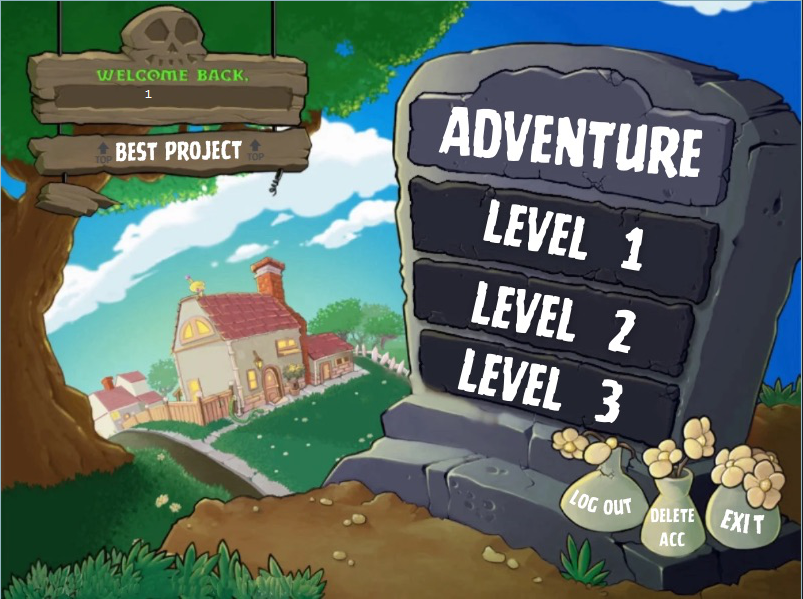 WELCOME BACK.
1
TOP BEST PROJECT TOP
ADVENTURE
LEVEL 1
LEVEL 2
LEVEL 3
LOG OUT
DELETE
ACC
EXIT